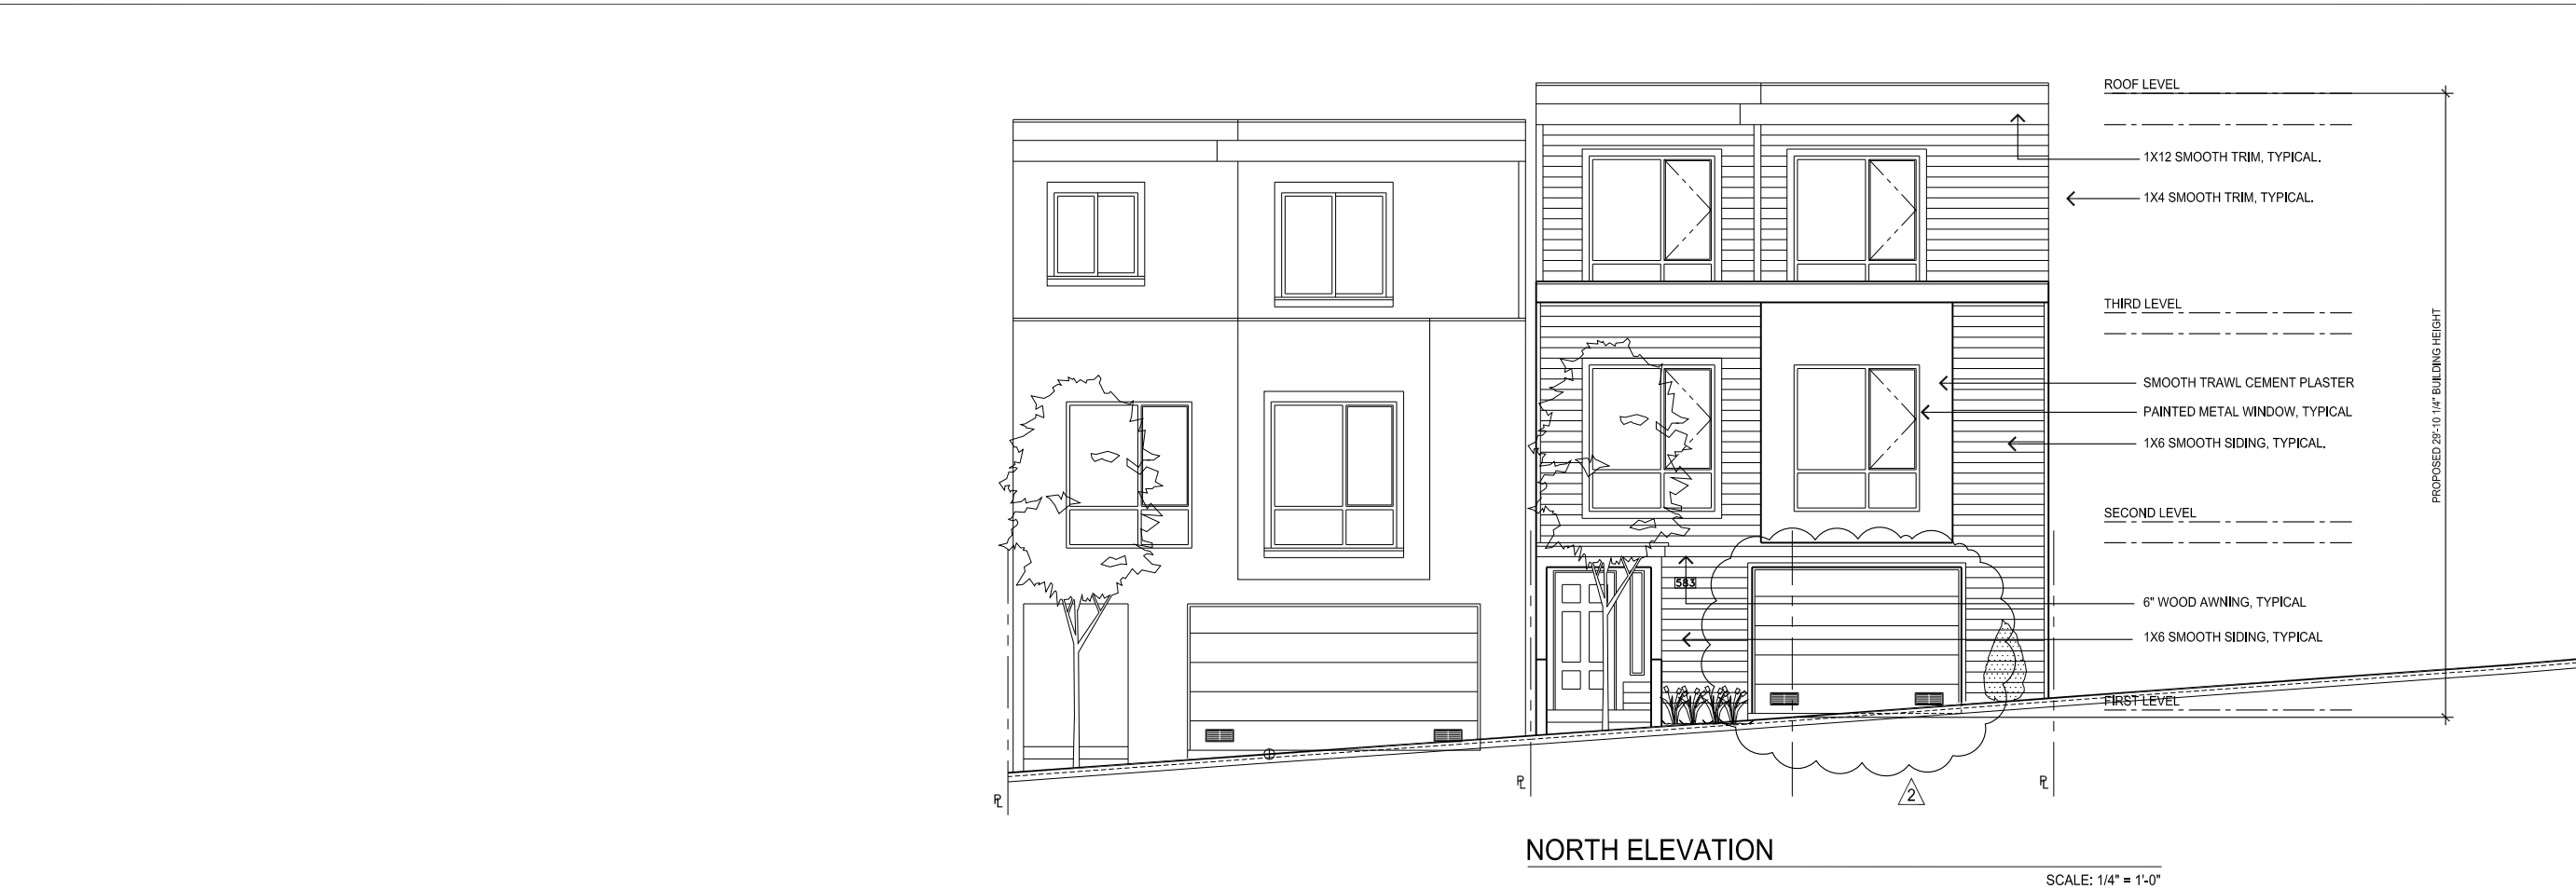 ROOF LEVEL
1X12 SMOOTH TRIM, TYPICAL.
1X4 SMOOTH TRIM, TYPICAL.
THIRD LEVEL
PROPOSED 29'-10 1/4" BUILDING HEIGHT
SMOOTH TRAWL CEMENT PLASTER
PAINTED METAL WINDOW, TYPICAL
1X6 SMOOTH SIDING, TYPICAL.
SECOND LEVEL
583
6" WOOD AWNING, TYPICAL
1X6 SMOOTH SIDING, TYPICAL
FIRST LEVEL
PL
PL
PL
2
NORTH ELEVATION
SCALE: 1/4" = 1'-0"